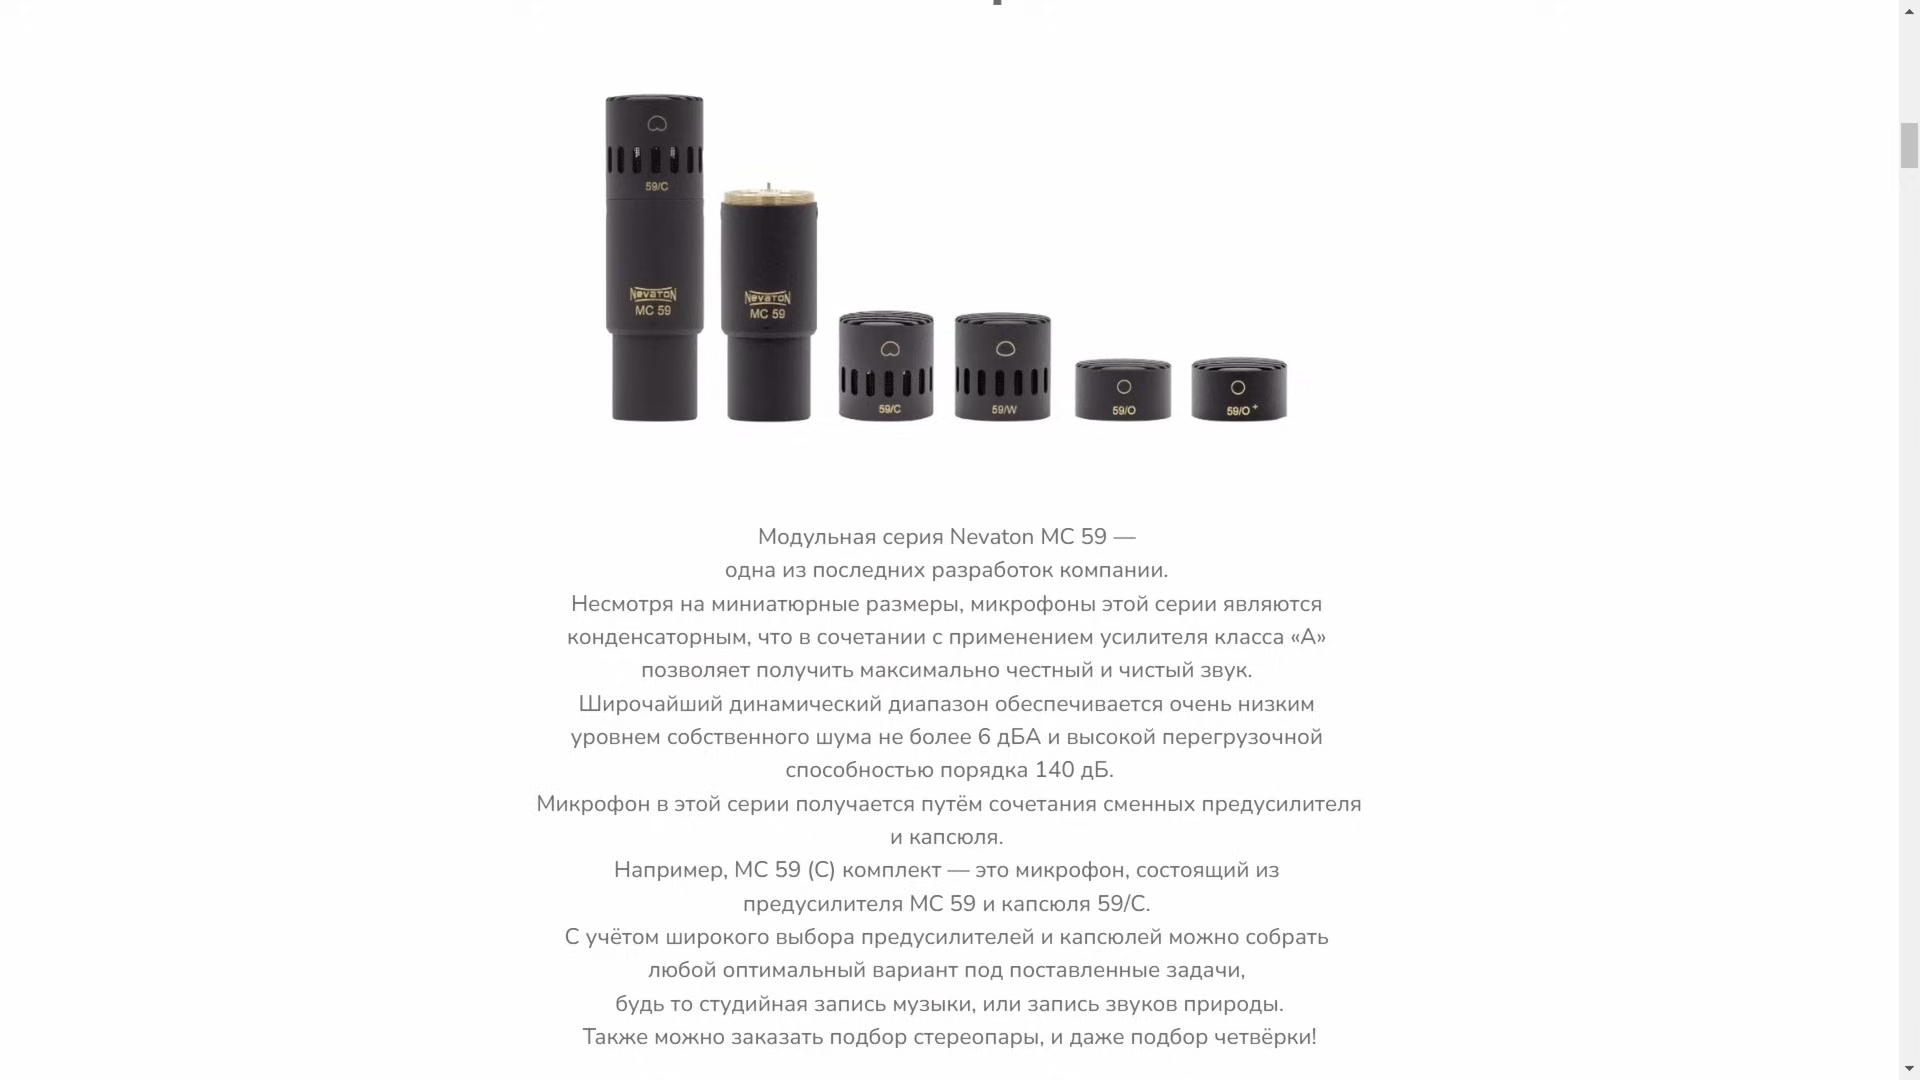 59/C
Nevaton
MC 59
Nevaton
MC 59
59/C
59/W
59/O
59/O+
Модульная серия Nevaton MC 59 —
одна из последних разработок компании.
Несмотря на миниатюрные размеры, микрофоны этой серии являются
конденсаторным, что в сочетании с применением усилителя класса «А»
позволяет получить максимально честный и чистый звук.
Широчайший динамический диапазон обеспечивается очень низким
уровнем собственного шума не более 6 дБА и высокой перегрузочной
способностью порядка 140 дБ.
Микрофон в этой серии получается путём сочетания сменных предусилителя
и капсюля.
Например, МС 59 (С) комплект — это микрофон, состоящий из
предусилителя МС 59 и капсюля 59/С.
С учётом широкого выбора предусилителей и капсюлей можно собрать
любой оптимальный вариант под поставленные задачи,
будь то студийная запись музыки, или запись звуков природы.
Также можно заказать подбор стереопары, и даже подбор четвёрки!